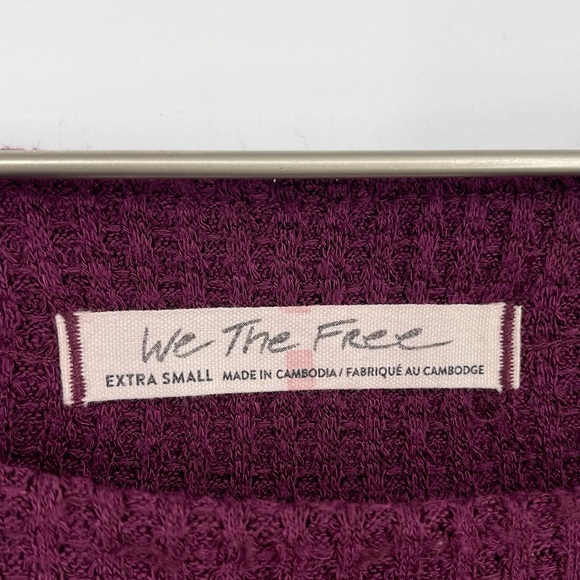 We The Free
EXTRA SMALL MADE IN CAMBODIA / FABRIQUÉ AU CAMBODGE